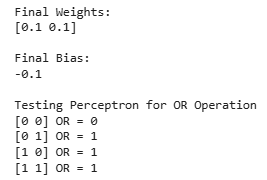 Final Weights:
[0.1 0.1]
Final Bias:
-0.1
Testing Perceptron for OR Operation
[0 0] OR = 0
[0 1] OR = 1
[1 0] OR = 1
[1 1] OR = 1